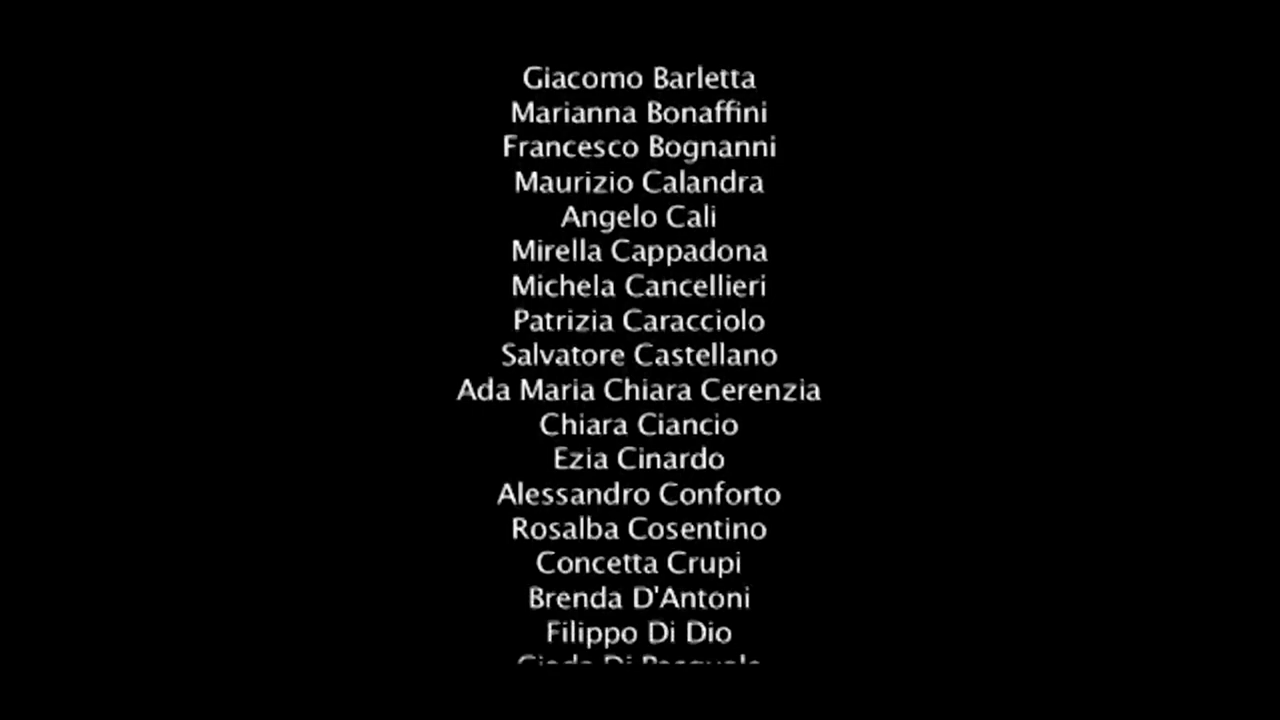 Giacomo Barletta
Marianna Bonaffini
Francesco Bognanni
Maurizio Calandra
Angelo Cali
Mirella Cappadona
Michela Cancellieri
Patrizia Caracciolo
Salvatore Castellano
Ada Maria Chiara Cerenzia
Chiara Ciancio
Ezia Cinardo
Alessandro Conforto
Rosalba Cosentino
Concetta Crupi
Brenda D'Antoni
Filippo Di Dio
Di